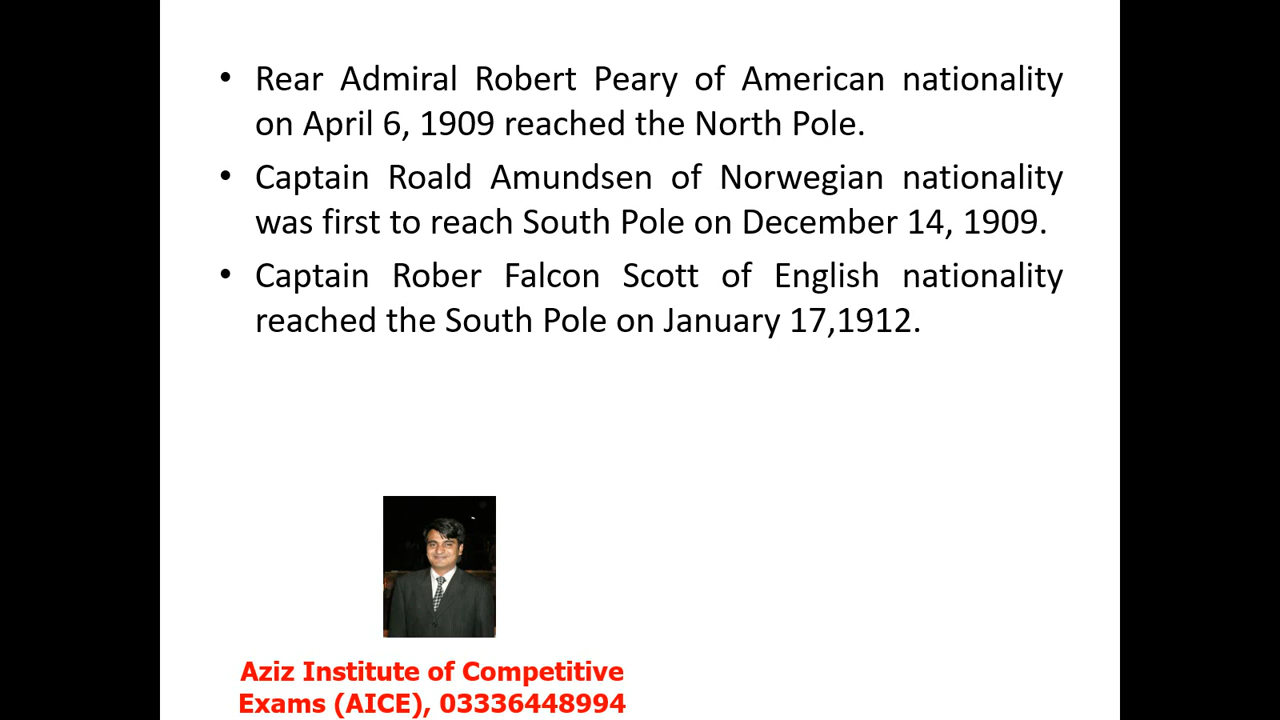 • Rear Admiral Robert Peary of American nationality
on April 6, 1909 reached the North Pole.
• Captain Roald Amundsen of Norwegian nationality
was first to reach South Pole on December 14, 1909.
• Captain Rober Falcon Scott of English nationality
reached the South Pole on January 17,1912.
Aziz Institute of Competitive
Exams (AICE), 03336448994